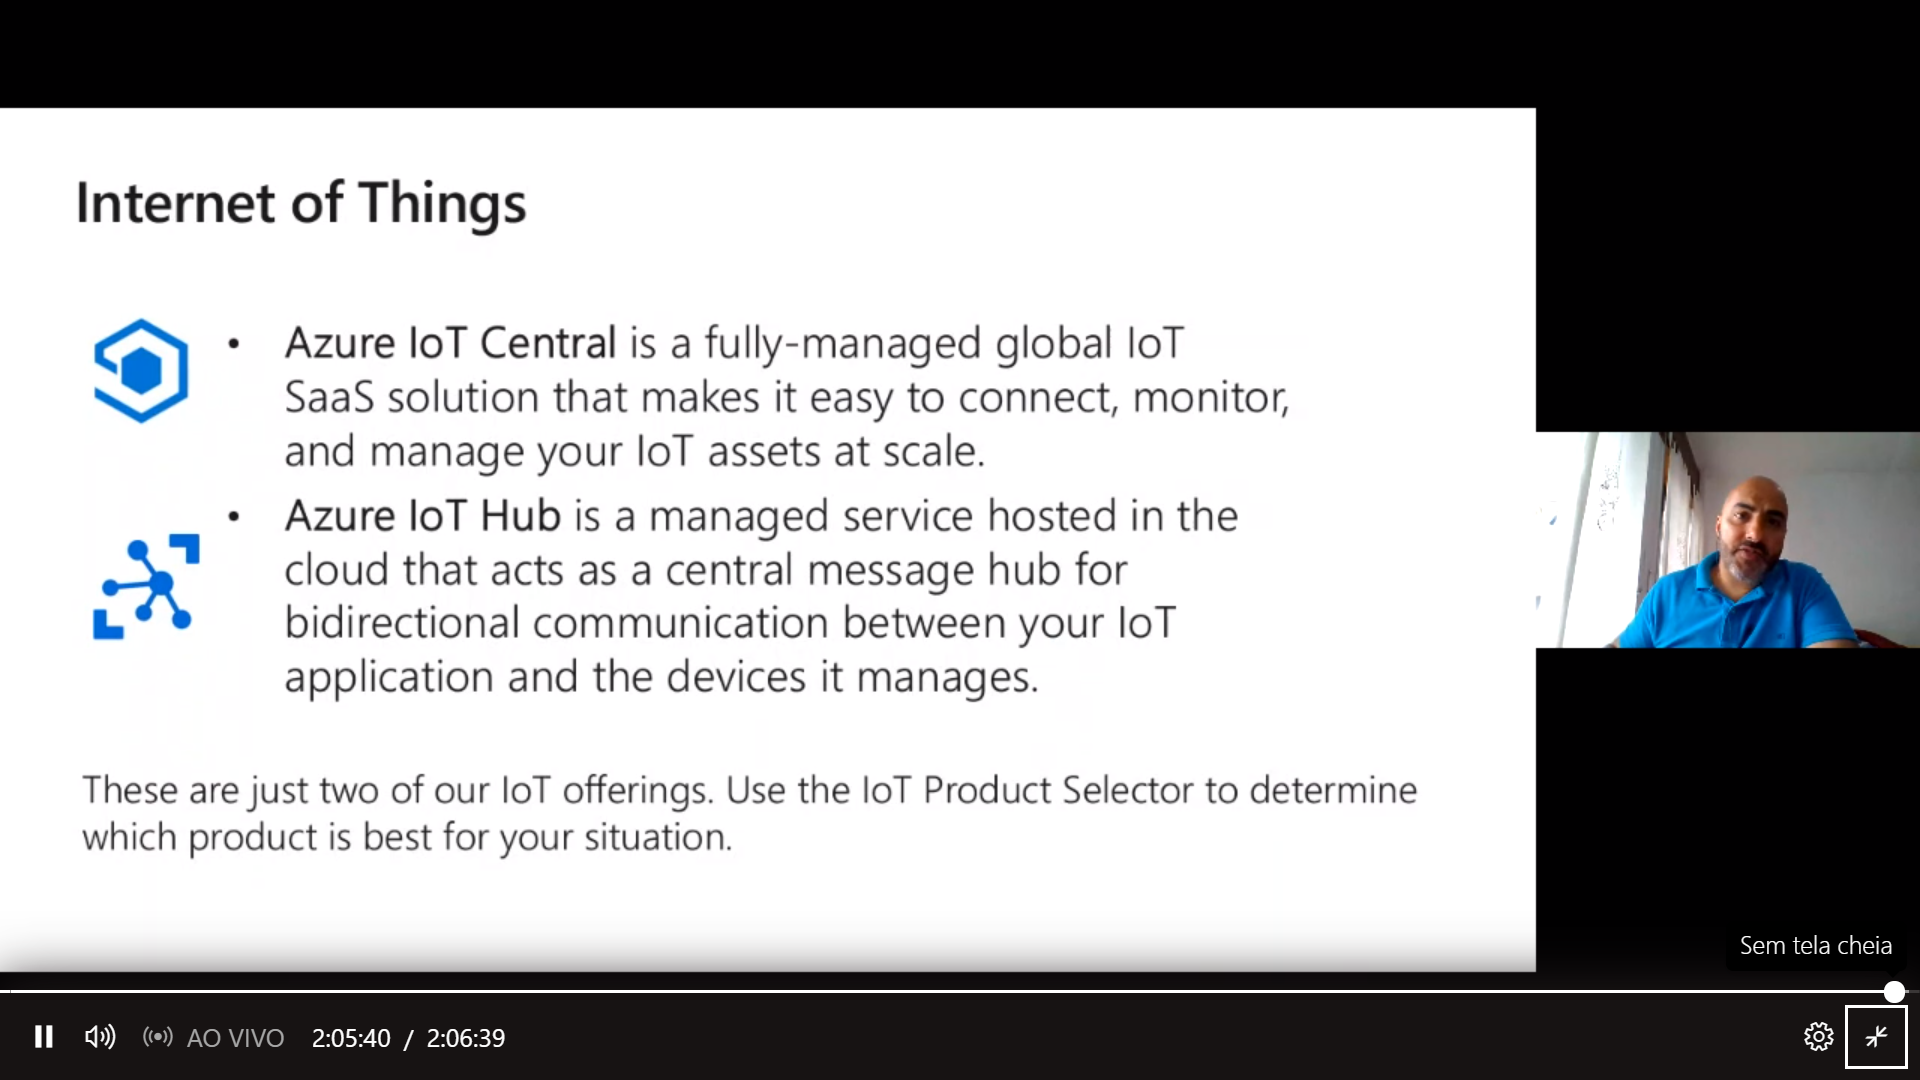 Internet of Things
• Azure IoT Central is a fully-managed global IoT
SaaS solution that makes it easy to connect, monitor,
and manage your IoT assets at scale.
• Azure IoT Hub is a managed service hosted in the
cloud that acts as a central message hub for
bidirectional communication between your IoT
application and the devices it manages.
These are just two of our IoT offerings. Use the IoT Product Selector to determine
which product is best for your situation.
Sem tela cheia
AO VIVO 2:05:40 / 2:06:39